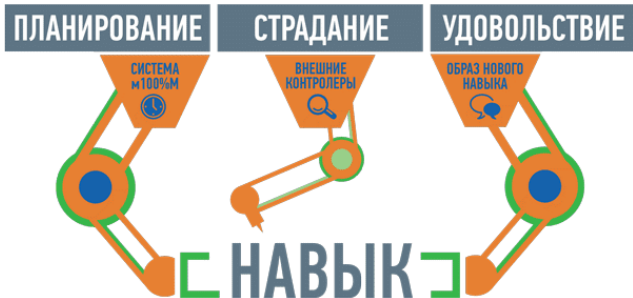 ПЛАНИРОВАНИЕ
СИСТЕМА
м100%М
СТРАДАНИЕ
ВНЕШНИЕ
КОНТРОЛЕРЫ
УДОВОЛЬСТВИЕ
ОБРАЗ НОВОГО
НАВЫКА
НАВЫК